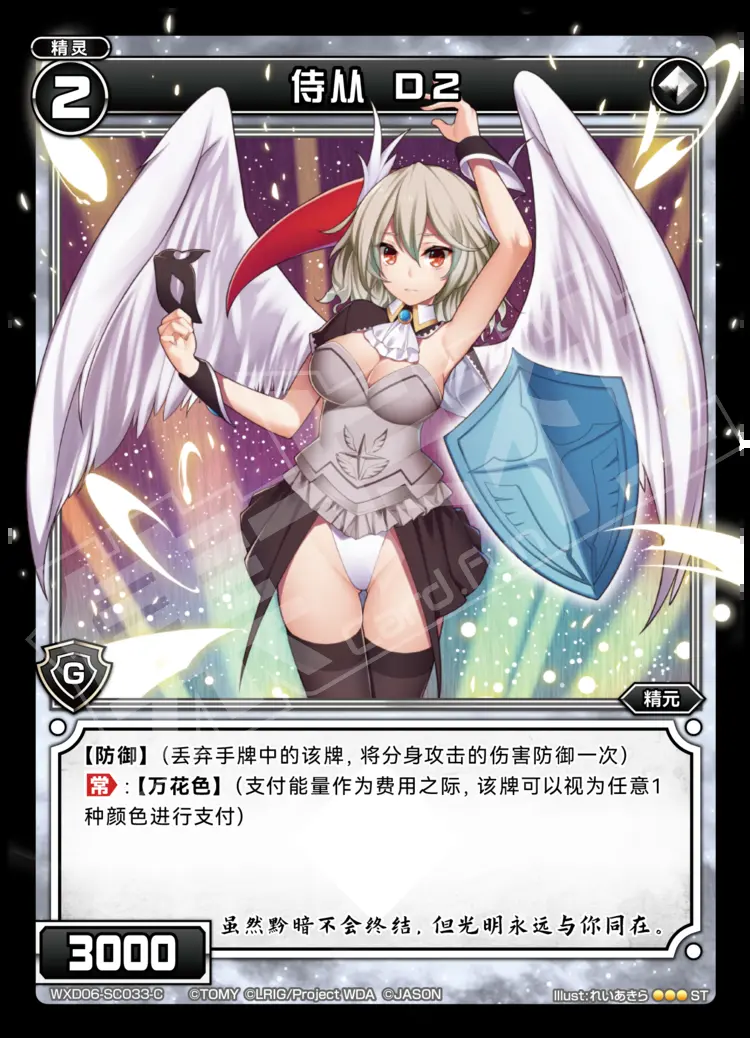 精灵
2
侍从 D.2
G
精元
【防御】(丢弃手牌中的该牌,将分身攻击的伤害防御一次)
常:【万花色】(支付能量作为费用之际,该牌可以视为任意1
种颜色进行支付)
虽然黔暗不会终结,但光明永远与你同在。
3000
WXD06-SC033-C ©TOMY ©LRIG/Project WDA ©JASON
Illust:れいあきら ST